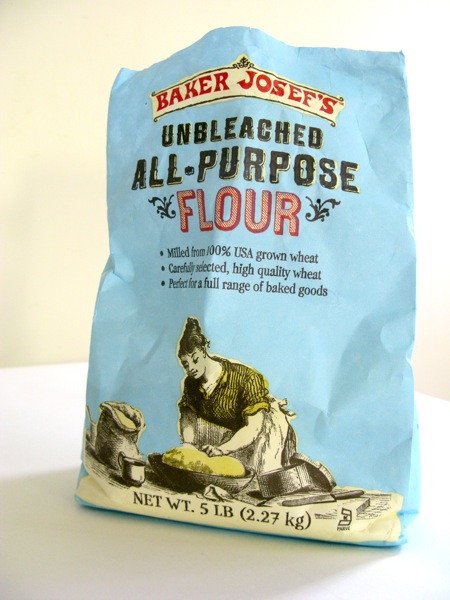 BAKER JOSEF'S
UNBLEACHED
ALL-PURPOSE
FLOUR
• Milled from 100% USA grown wheat
• Carefully selected, high quality wheat
• Perfect for a full range of baked goods
NET WT. 5 LB (2.27 kg)
K
PARVE